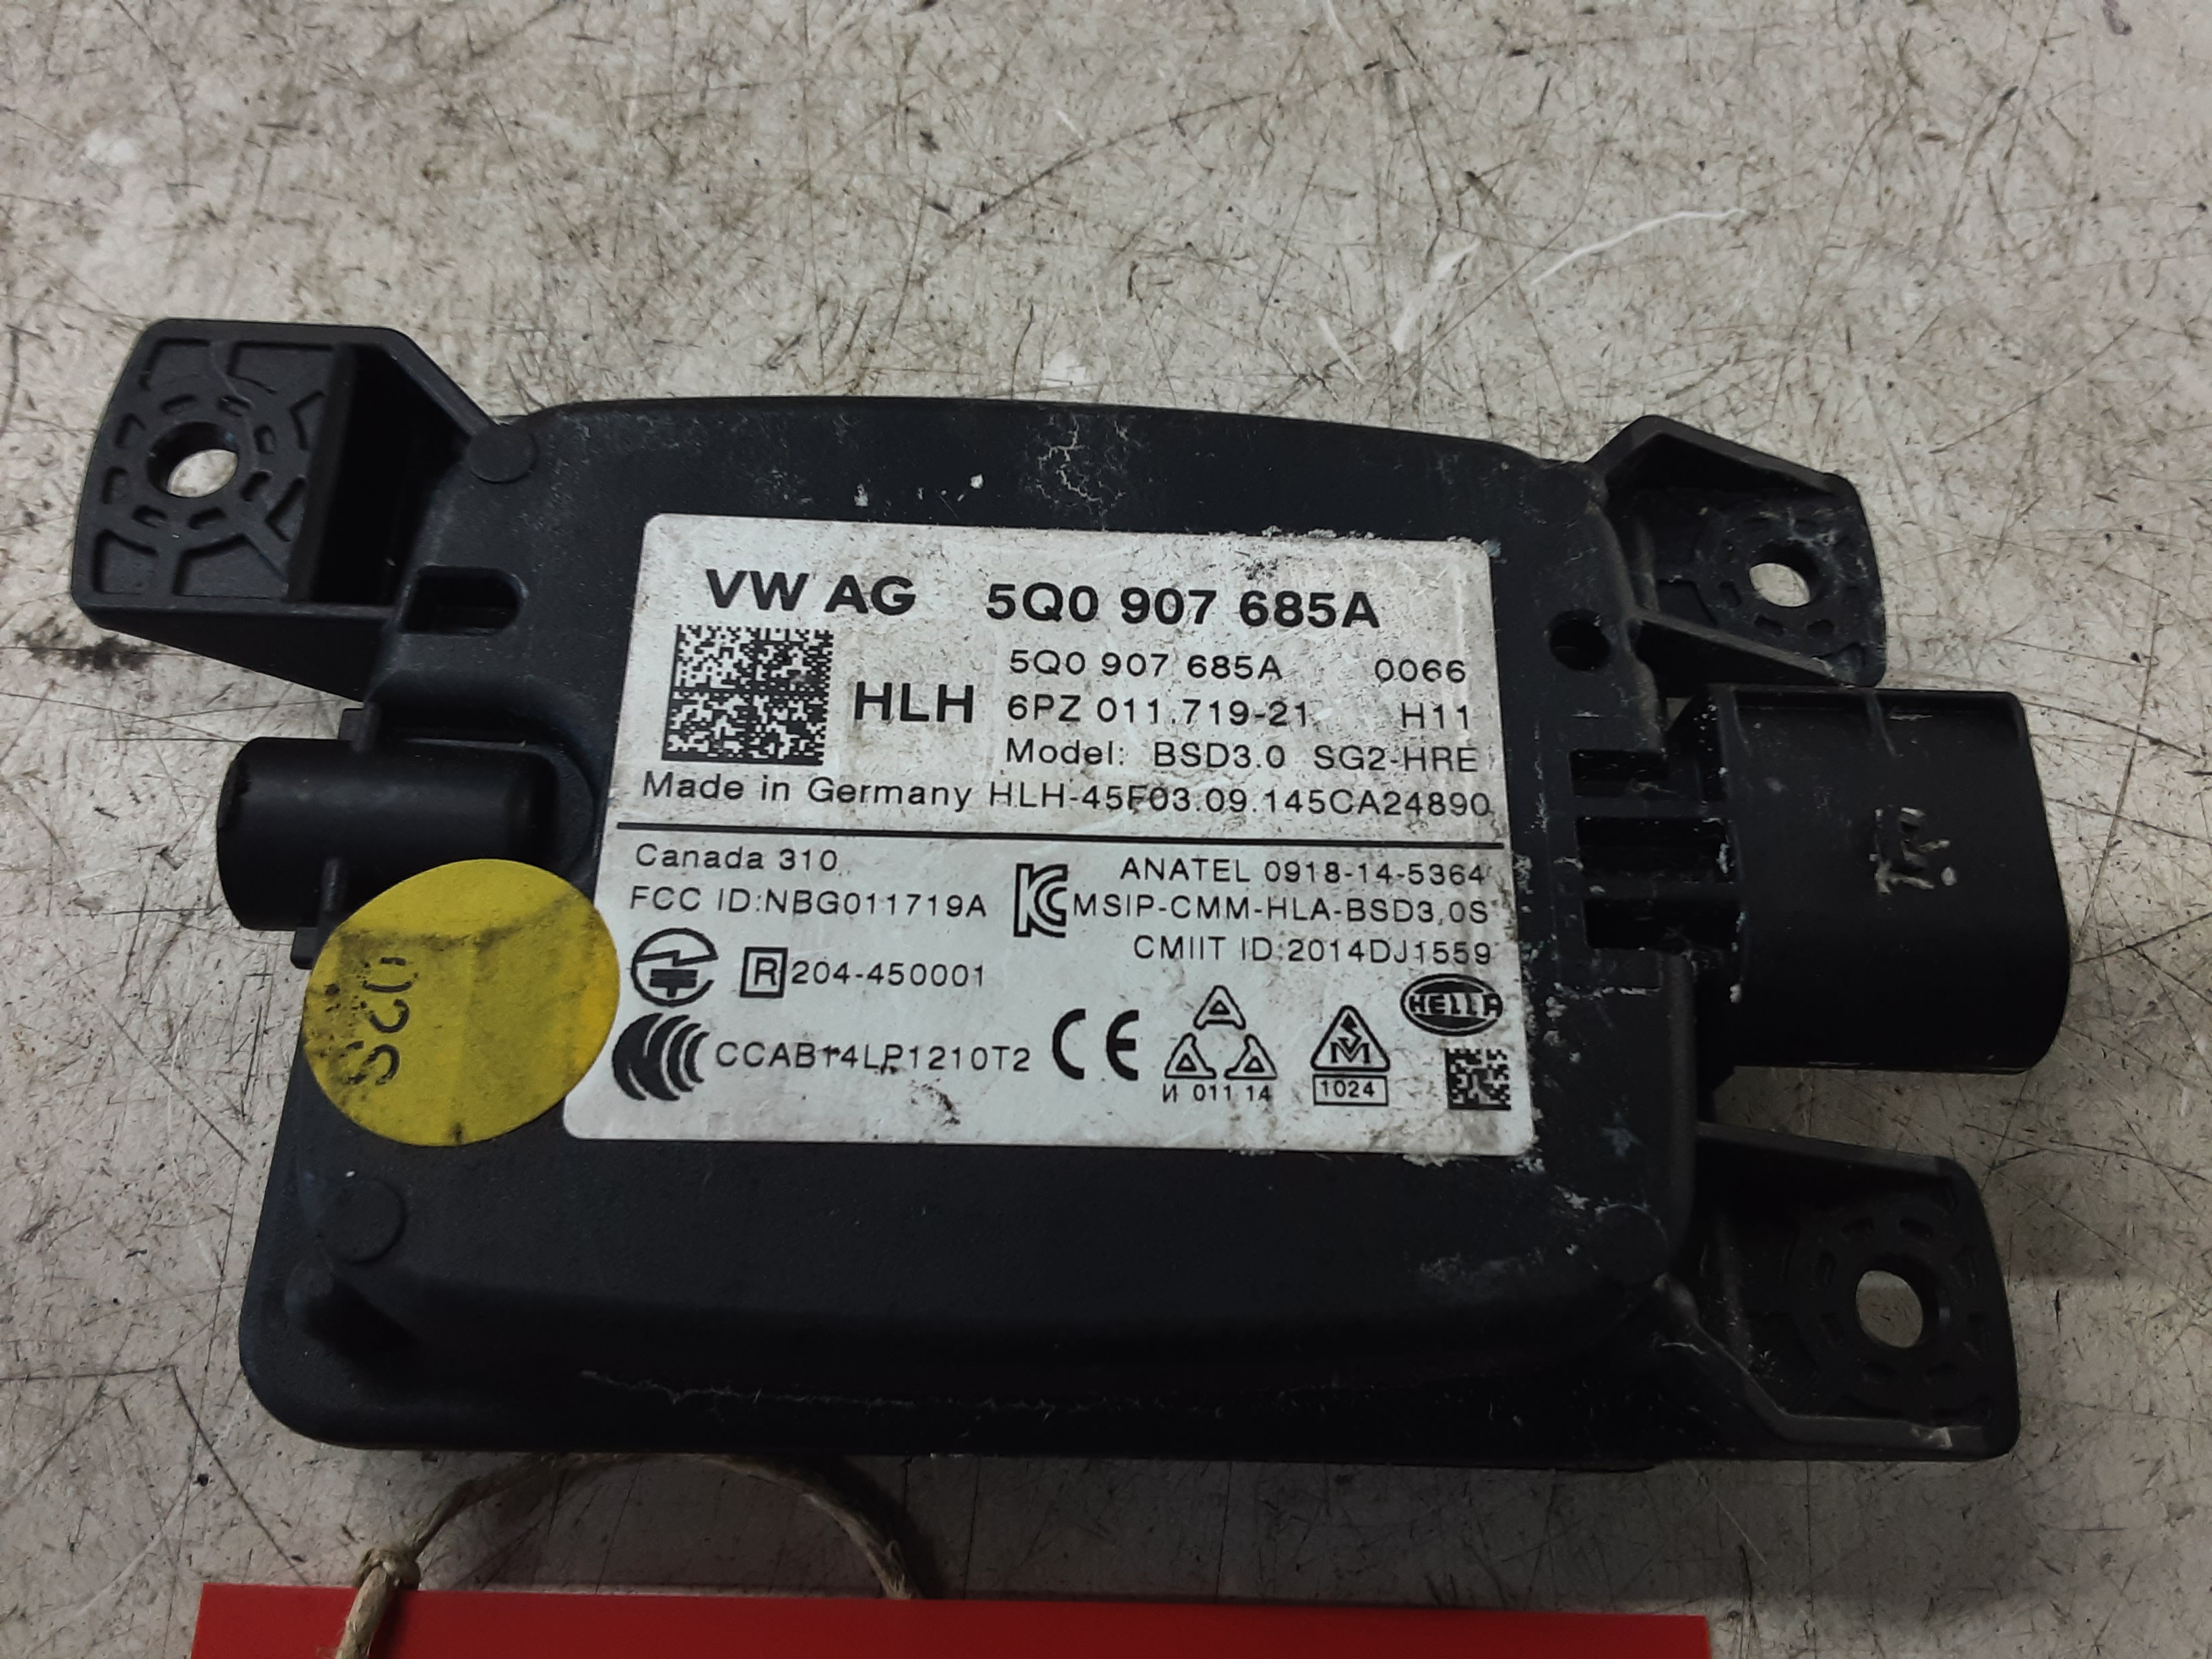 VW AG 5Q0 907 685A
5Q0 907 685A 0066
HLH 6PZ 011.719-21 H11
Model: BSD3.0 SG2-HRE
Made in Germany HLH-45F03.09.145CA24890
Canada 310
ANATEL 0918-14-5364
FCC ID:NBG011719A
MSIP-CMM-HLA-BSD3.0S
CMIIT ID:2014DJ1559
R 204-450001
HELLA
CCAB14LP1210T2 CE
И 011 14
1024
02S